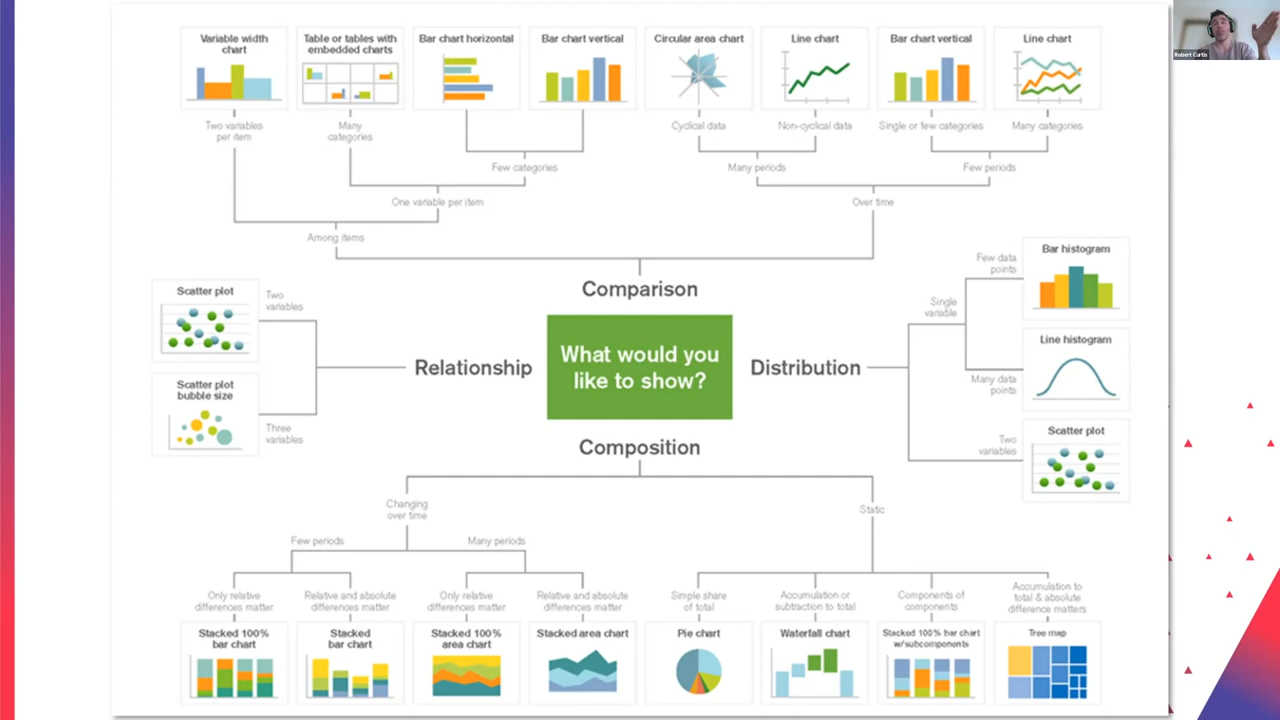 Variable width
chart
Table or tables with
embedded charts
Bar chart horizontal
Bar chart vertical
Circular area chart
Line chart
Bar chart vertical
Line chart
Robert Curtis
Two variables
per item
Many
categories
Cyclical data
Non-cyclical data
Single or few categories
Many categories
Few categories
Many periods
Few periods
One variable per item
Over time
Among items
Comparison
Scatter plot
Two
variables
Scatter plot
bubble size
Three
variables
Relationship
What would you
like to show?
Distribution
Single
variable
Few data
points
Bar histogram
Many data
points
Line histogram
Two
variables
Scatter plot
Composition
Changing
over time
Static
Few periods
Many periods
Only relative
differences matter
Relative and absolute
differences matter
Only relative
differences matter
Relative and absolute
differences matter
Simple share
of total
Accumulation or
subtraction to total
Components of
components
Accumulation to
total & absolute
difference matters
Stacked 100%
bar chart
Stacked
bar chart
Stacked 100%
area chart
Stacked area chart
Pie chart
Waterfall chart
Stacked 100% bar chart
w/subcomponents
Tree map